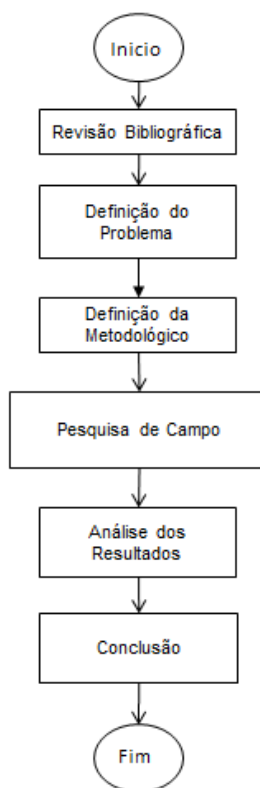 Inicio
Revisão Bibliográfica
Definição do
Problema
Definição da
Metodológico
Pesquisa de Campo
Análise dos
Resultados
Conclusão
Fim